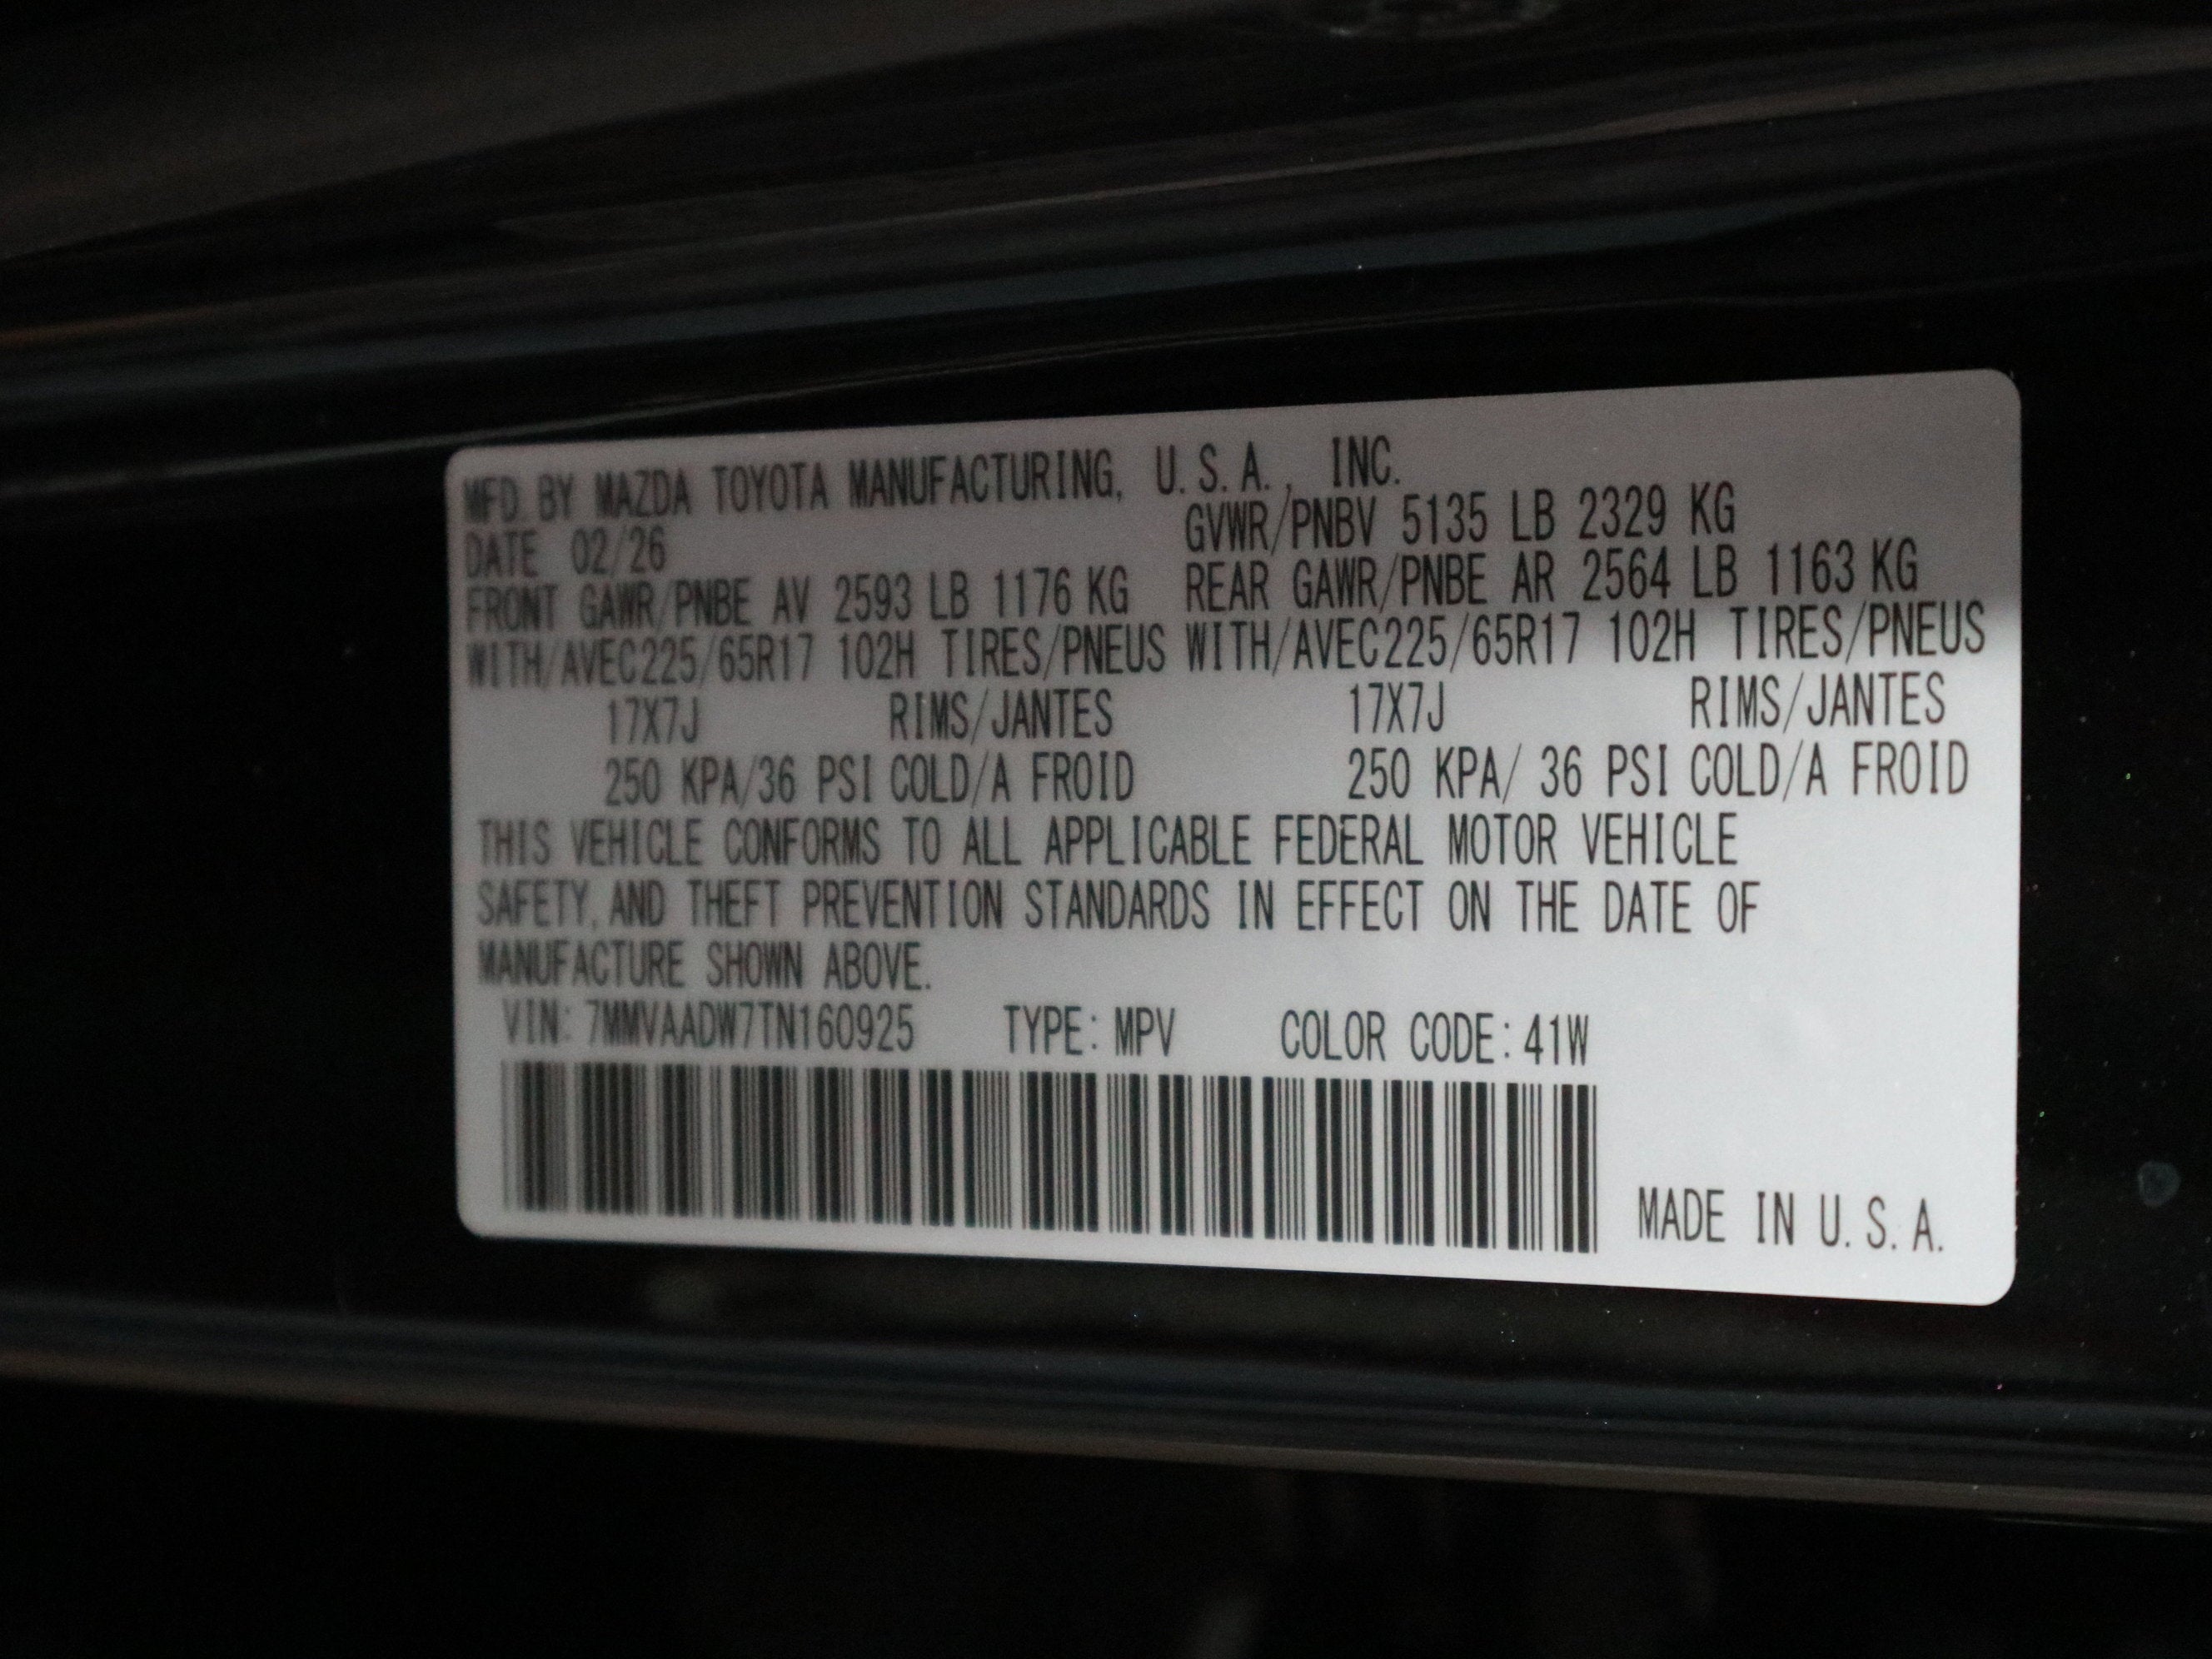 MFD. BY MAZDA TOYOTA MANUFACTURING, U.S.A., INC.
DATE 02/26 GVWR/PNBV 5135 LB 2329 KG
FRONT GAWR/PNBE AV 2593 LB 1176 KG REAR GAWR/PNBE AR 2564 LB 1163 KG
WITH/AVEC225/65R17 102H TIRES/PNEUS WITH/AVEC225/65R17 102H TIRES/PNEUS
17X7J RIMS/JANTES 17X7J RIMS/JANTES
250 KPA/36 PSI COLD/A FROID 250 KPA/ 36 PSI COLD/A FROID
THIS VEHICLE CONFORMS TO ALL APPLICABLE FEDERAL MOTOR VEHICLE
SAFETY, AND THEFT PREVENTION STANDARDS IN EFFECT ON THE DATE OF
MANUFACTURE SHOWN ABOVE.
VIN: 7MMVAADW7TN160925 TYPE: MPV COLOR CODE: 41W
MADE IN U.S.A.